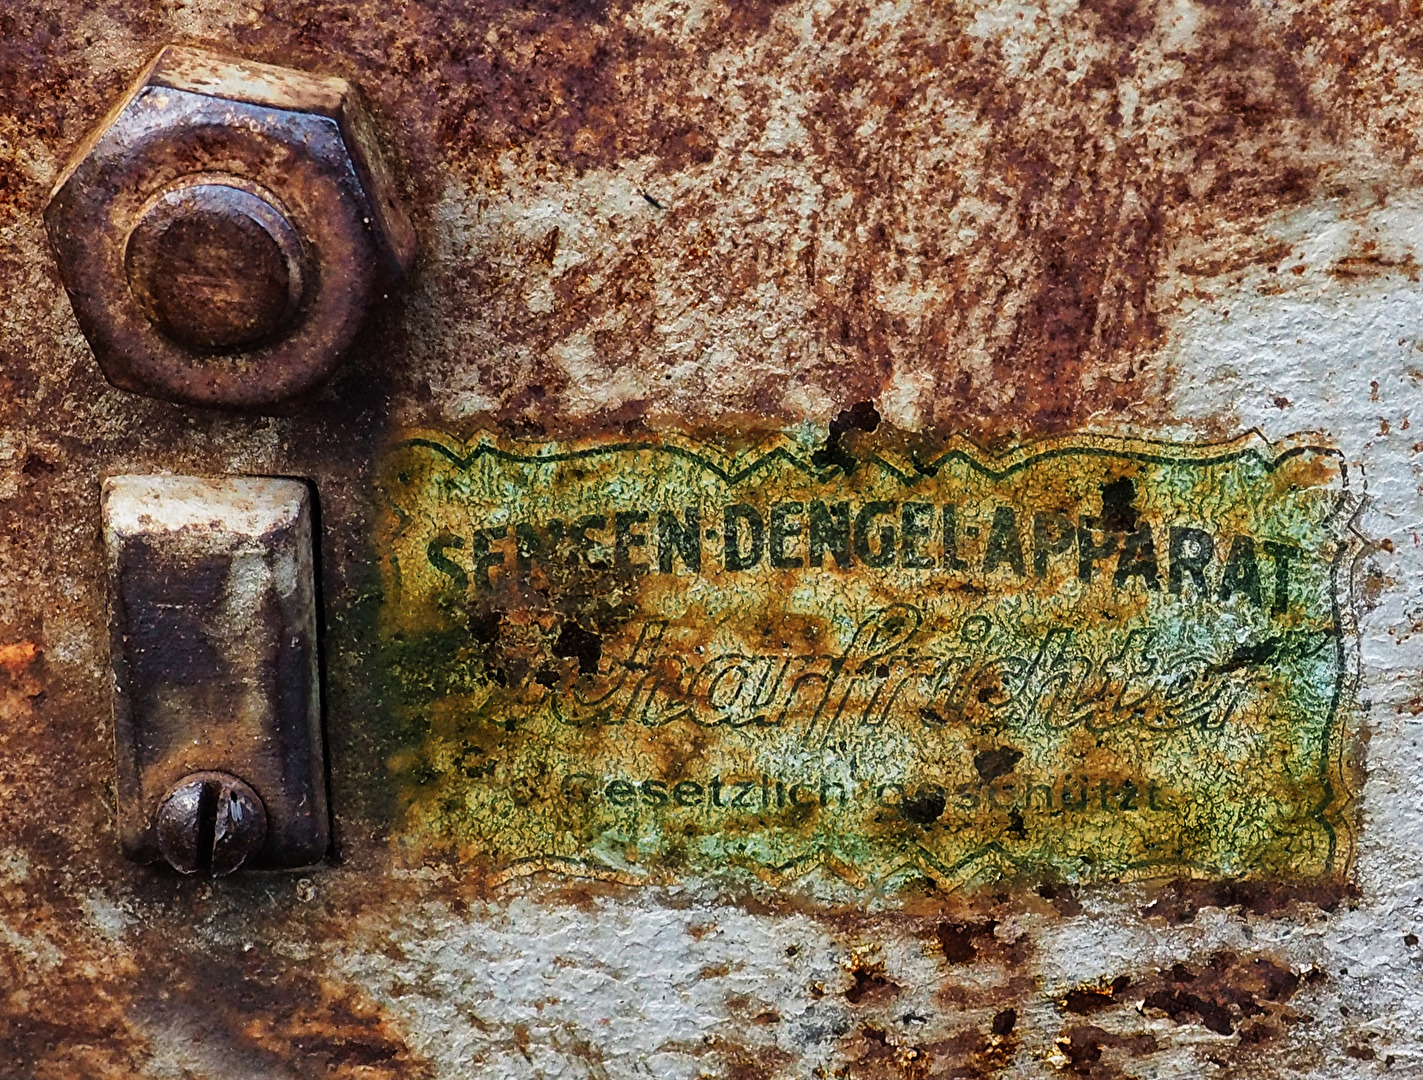 SENSEN-DENGEL-APPARAT
Scharfrichter
Gesetzlich geschützt